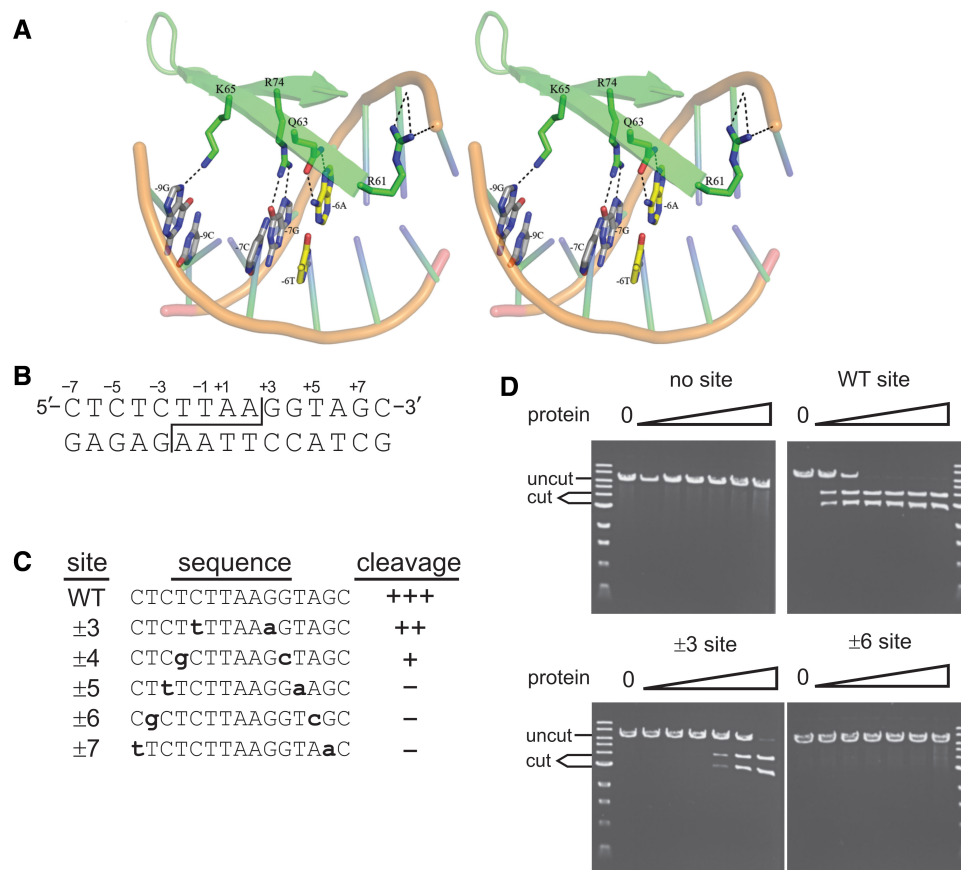 A
K65 R74 Q63 R61 -9G -9C -7C -7G -6A -6T
K65 R74 Q63 R61 -9G -9C -7C -7G -6A -6T
B
−7 −5 −3 −1 +1 +3 +5 +7
5′–CTCTCTTAAGGTAGC–3′
GAGAGAATTCCATCG
C
site sequence cleavage
WT CTCTCTTAAGGTAGC +++
±3 CTCTtTTAAaGTAGC ++
±4 CTCgCTTAAGcTAGC +
±5 CTtTCTTAAGGaAGC −
±6 CgCTCTTAAGGTcGC −
±7 tTCTCTTAAGGTAaC −
D
no site WT site
protein 0 0
uncut
cut
±3 site ±6 site
protein 0 0
uncut
cut